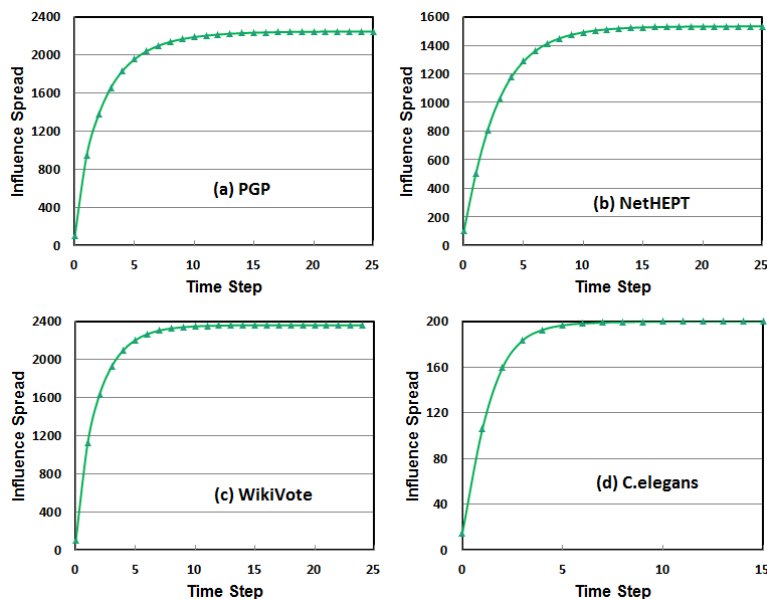 2400
2000
1600
1200
800
400
0
Influence Spread
(a) PGP
0 5 10 15 20 25
Time Step
1600
1400
1200
1000
800
600
400
200
0
Influence Spread
(b) NetHEPT
0 5 10 15 20 25
Time Step
2400
2000
1600
1200
800
400
0
Influence Spread
(c) WikiVote
0 5 10 15 20 25
Time Step
200
160
120
80
40
0
Influence Spread
(d) C.elegans
0 5 10 15
Time Step